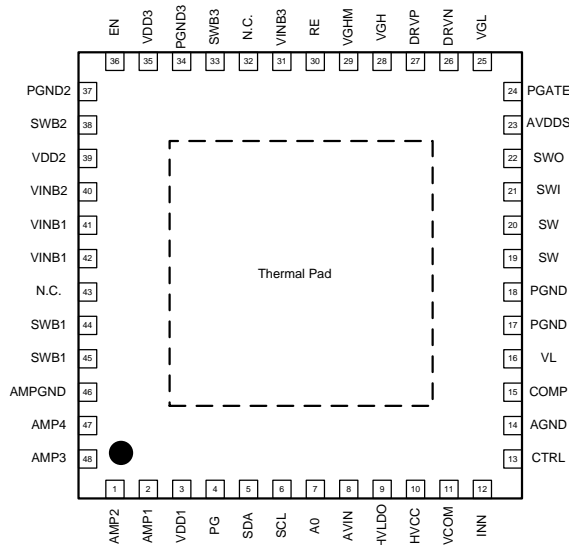 EN
VDD3
PGND3
SWB3
N.C.
VINB3
RE
VGHM
VGH
DRVP
DRVN
VGL
36
35
34
33
32
31
30
29
28
27
26
25
PGND2 37
SWB2 38
VDD2 39
VINB2 40
VINB1 41
VINB1 42
N.C. 43
SWB1 44
SWB1 45
AMPGND 46
AMP4 47
AMP3 48
Thermal Pad
24 PGATE
23 AVDDS
22 SWO
21 SWI
20 SW
19 SW
18 PGND
17 PGND
16 VL
15 COMP
14 AGND
13 CTRL
1
2
3
4
5
6
7
8
9
10
11
12
AMP2
AMP1
VDD1
PG
SDA
SCL
A0
AVIN
HVLDO
HVCC
VCOM
INN